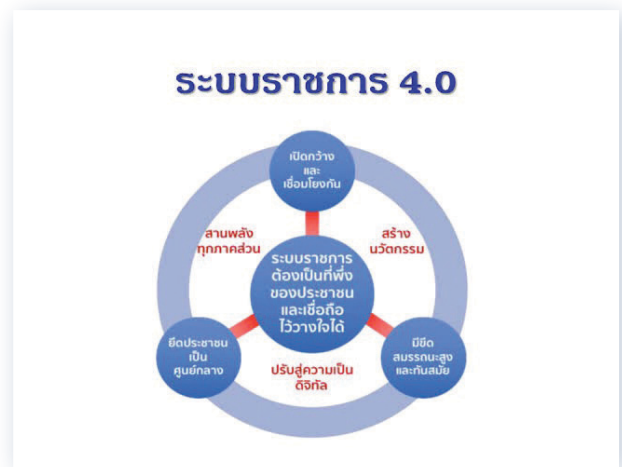 ระบบราชการ 4.0
เปิดกว้าง
และ
เชื่อมโยงกัน
สานพลัง
ทุกภาคส่วน
สร้าง
นวัตกรรม
ระบบราชการ
ต้องเป็นที่พึ่ง
ของประชาชน
และเชื่อถือ
ไว้วางใจได้
ยึดประชาชน
เป็น
ศูนย์กลาง
ปรับสู่ความเป็น
ดิจิทัล
มีขีด
สมรรถนะสูง
และทันสมัย